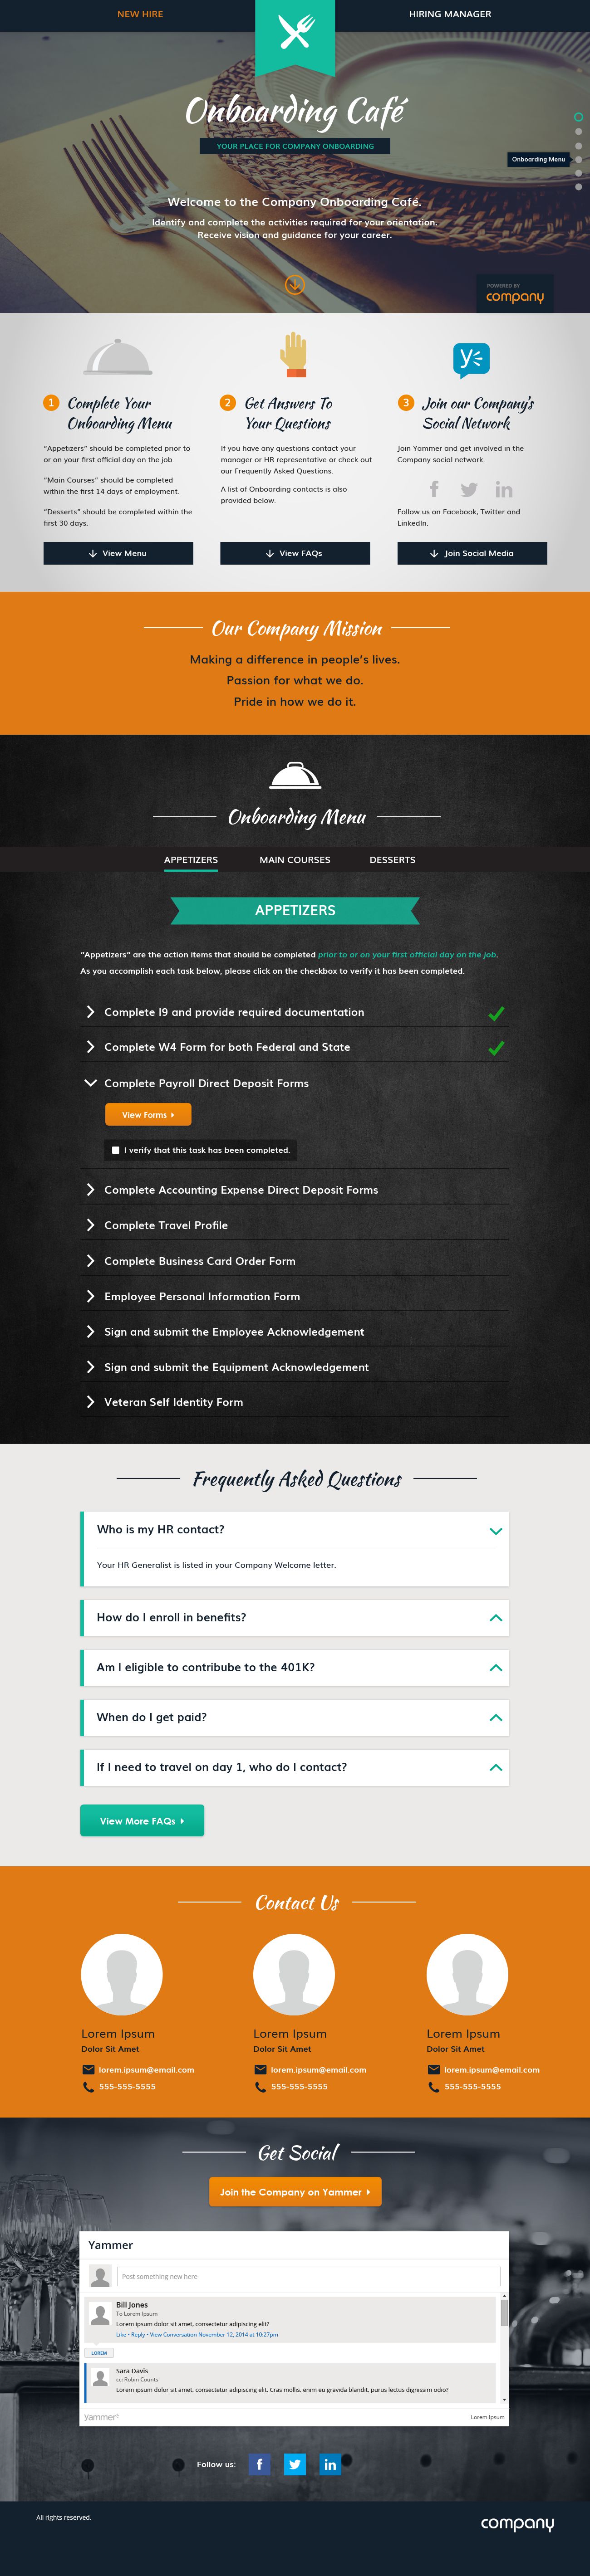 NEW HIRE
HIRING MANAGER
Onboarding Café
YOUR PLACE FOR COMPANY ONBOARDING
Onboarding Menu
Welcome to the Company Onboarding Café.
Identify and complete the activities required for your orientation.
Receive vision and guidance for your career.
POWERED BY
company
1 Complete Your
Onboarding Menu
"Appetizers" should be completed prior to
or on your first official day on the job.
"Main Courses" should be completed
within the first 14 days of employment.
"Desserts" should be completed within the
first 30 days.
View Menu
2 Get Answers To
Your Questions
If you have any questions contact your
manager or HR representative or check out
our Frequently Asked Questions.
A list of Onboarding contacts is also
provided below.
View FAQs
3 Join our Company's
Social Network
Join Yammer and get involved in the
Company social network.
Follow us on Facebook, Twitter and
LinkedIn.
Join Social Media
Our Company Mission
Making a difference in people's lives.
Passion for what we do.
Pride in how we do it.
Onboarding Menu
APPETIZERS
MAIN COURSES
DESSERTS
APPETIZERS
"Appetizers" are the action items that should be completed prior to or on your first official day on the job.
As you accomplish each task below, please click on the checkbox to verify it has been completed.
Complete I9 and provide required documentation
Complete W4 Form for both Federal and State
Complete Payroll Direct Deposit Forms
View Forms
I verify that this task has been completed.
Complete Accounting Expense Direct Deposit Forms
Complete Travel Profile
Complete Business Card Order Form
Employee Personal Information Form
Sign and submit the Employee Acknowledgement
Sign and submit the Equipment Acknowledgement
Veteran Self Identity Form
Frequently Asked Questions
Who is my HR contact?
Your HR Generalist is listed in your Company Welcome letter.
How do I enroll in benefits?
Am I eligible to contribube to the 401K?
When do I get paid?
If I need to travel on day 1, who do I contact?
View More FAQs
Contact Us
Lorem Ipsum
Dolor Sit Amet
lorem.ipsum@email.com
555-555-5555
Lorem Ipsum
Dolor Sit Amet
lorem.ipsum@email.com
555-555-5555
Lorem Ipsum
Dolor Sit Amet
lorem.ipsum@email.com
555-555-5555
Get Social
Join the Company on Yammer
Yammer
Post something new here
Bill Jones
To Lorem Ipsum
Lorem ipsum dolor sit amet, consectetur adipiscing elit?
Like • Reply • View Conversation November 12, 2014 at 10:27pm
LOREM
Sara Davis
cc: Robin Counts
Lorem ipsum dolor sit amet, consectetur adipiscing elit. Cras mollis, enim eu gravida blandit, purus lectus dignissim odio?
yammer
Lorem Ipsum
Follow us:
All rights reserved.
company